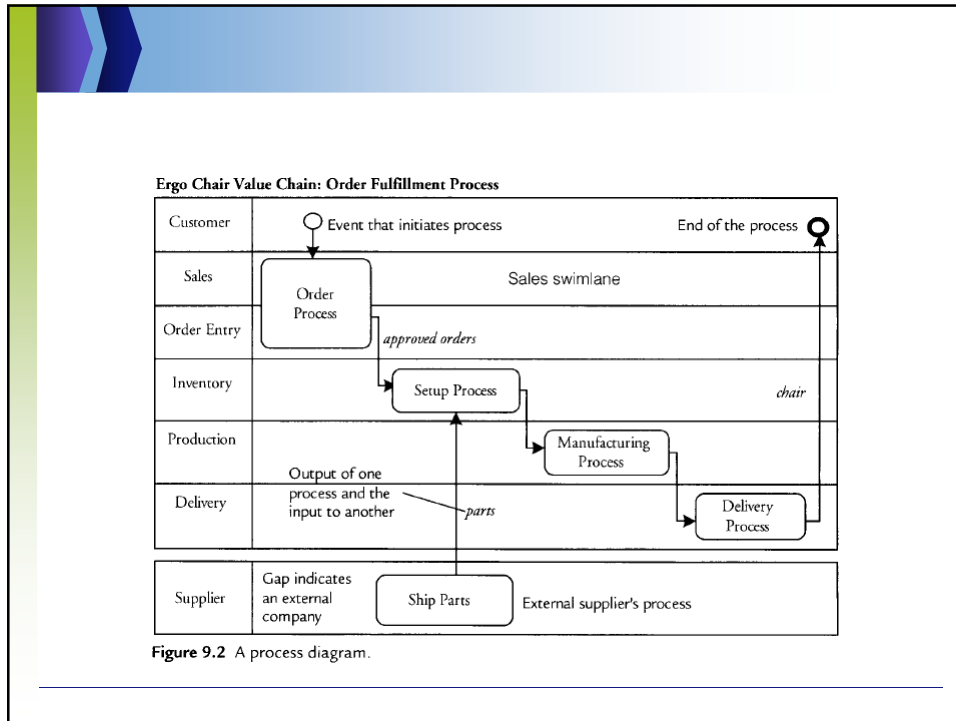 Ergo Chair Value Chain: Order Fulfillment Process
Customer
Event that initiates process
End of the process
Sales
Order
Process
Sales swimlane
Order Entry
approved orders
Inventory
Setup Process
chair
Production
Manufacturing
Process
Output of one
process and the
input to another
parts
Delivery
Delivery
Process
Supplier
Gap indicates
an external
company
Ship Parts
External supplier's process
Figure 9.2 A process diagram.